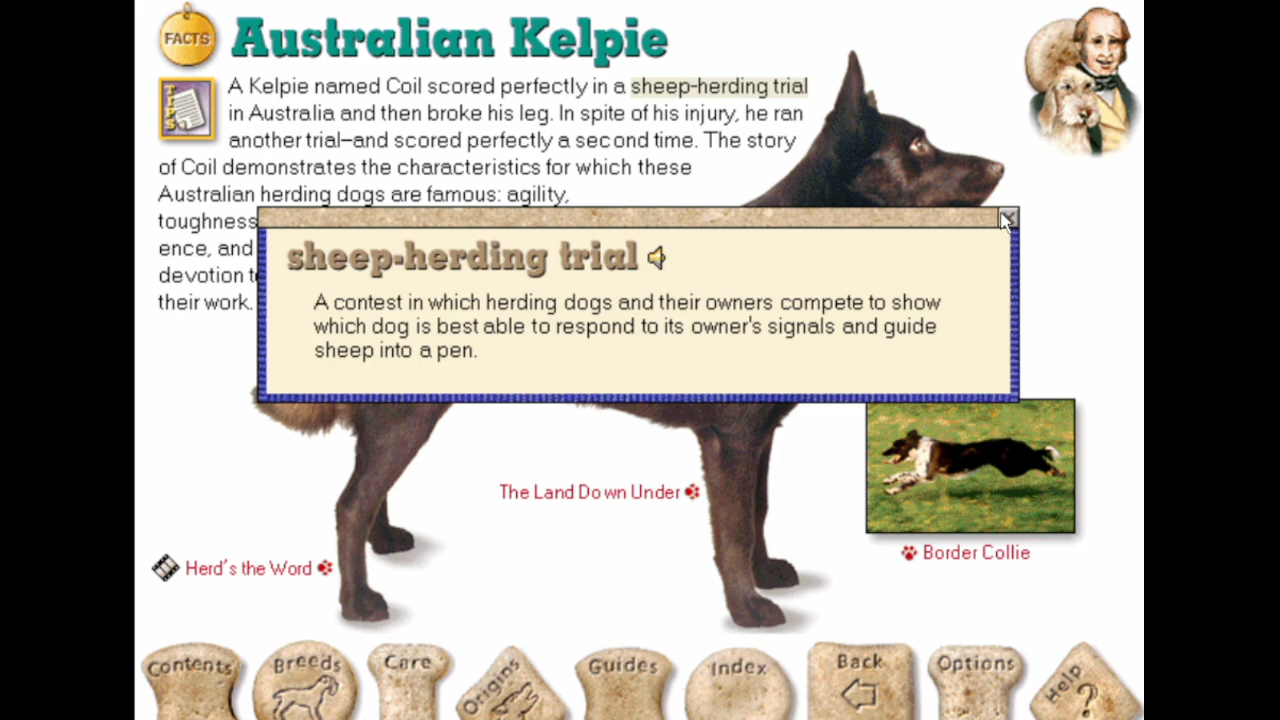 FACTS
Australian Kelpie
TIPS
A Kelpie named Coil scored perfectly in a sheep-herding trial
in Australia and then broke his leg. In spite of his injury, he ran
another trial–and scored perfectly a second time. The story
of Coil demonstrates the characteristics for which these
Australian herding dogs are famous: agility,
toughness
ence, and
devotion t
their work.
sheep-herding trial
A contest in which herding dogs and their owners compete to show
which dog is best able to respond to its owner's signals and guide
sheep into a pen.
The Land Down Under
Herd's the Word
Border Collie
Contents
Breeds
Care
Origins
Guides
Index
Back
Options
Help
?